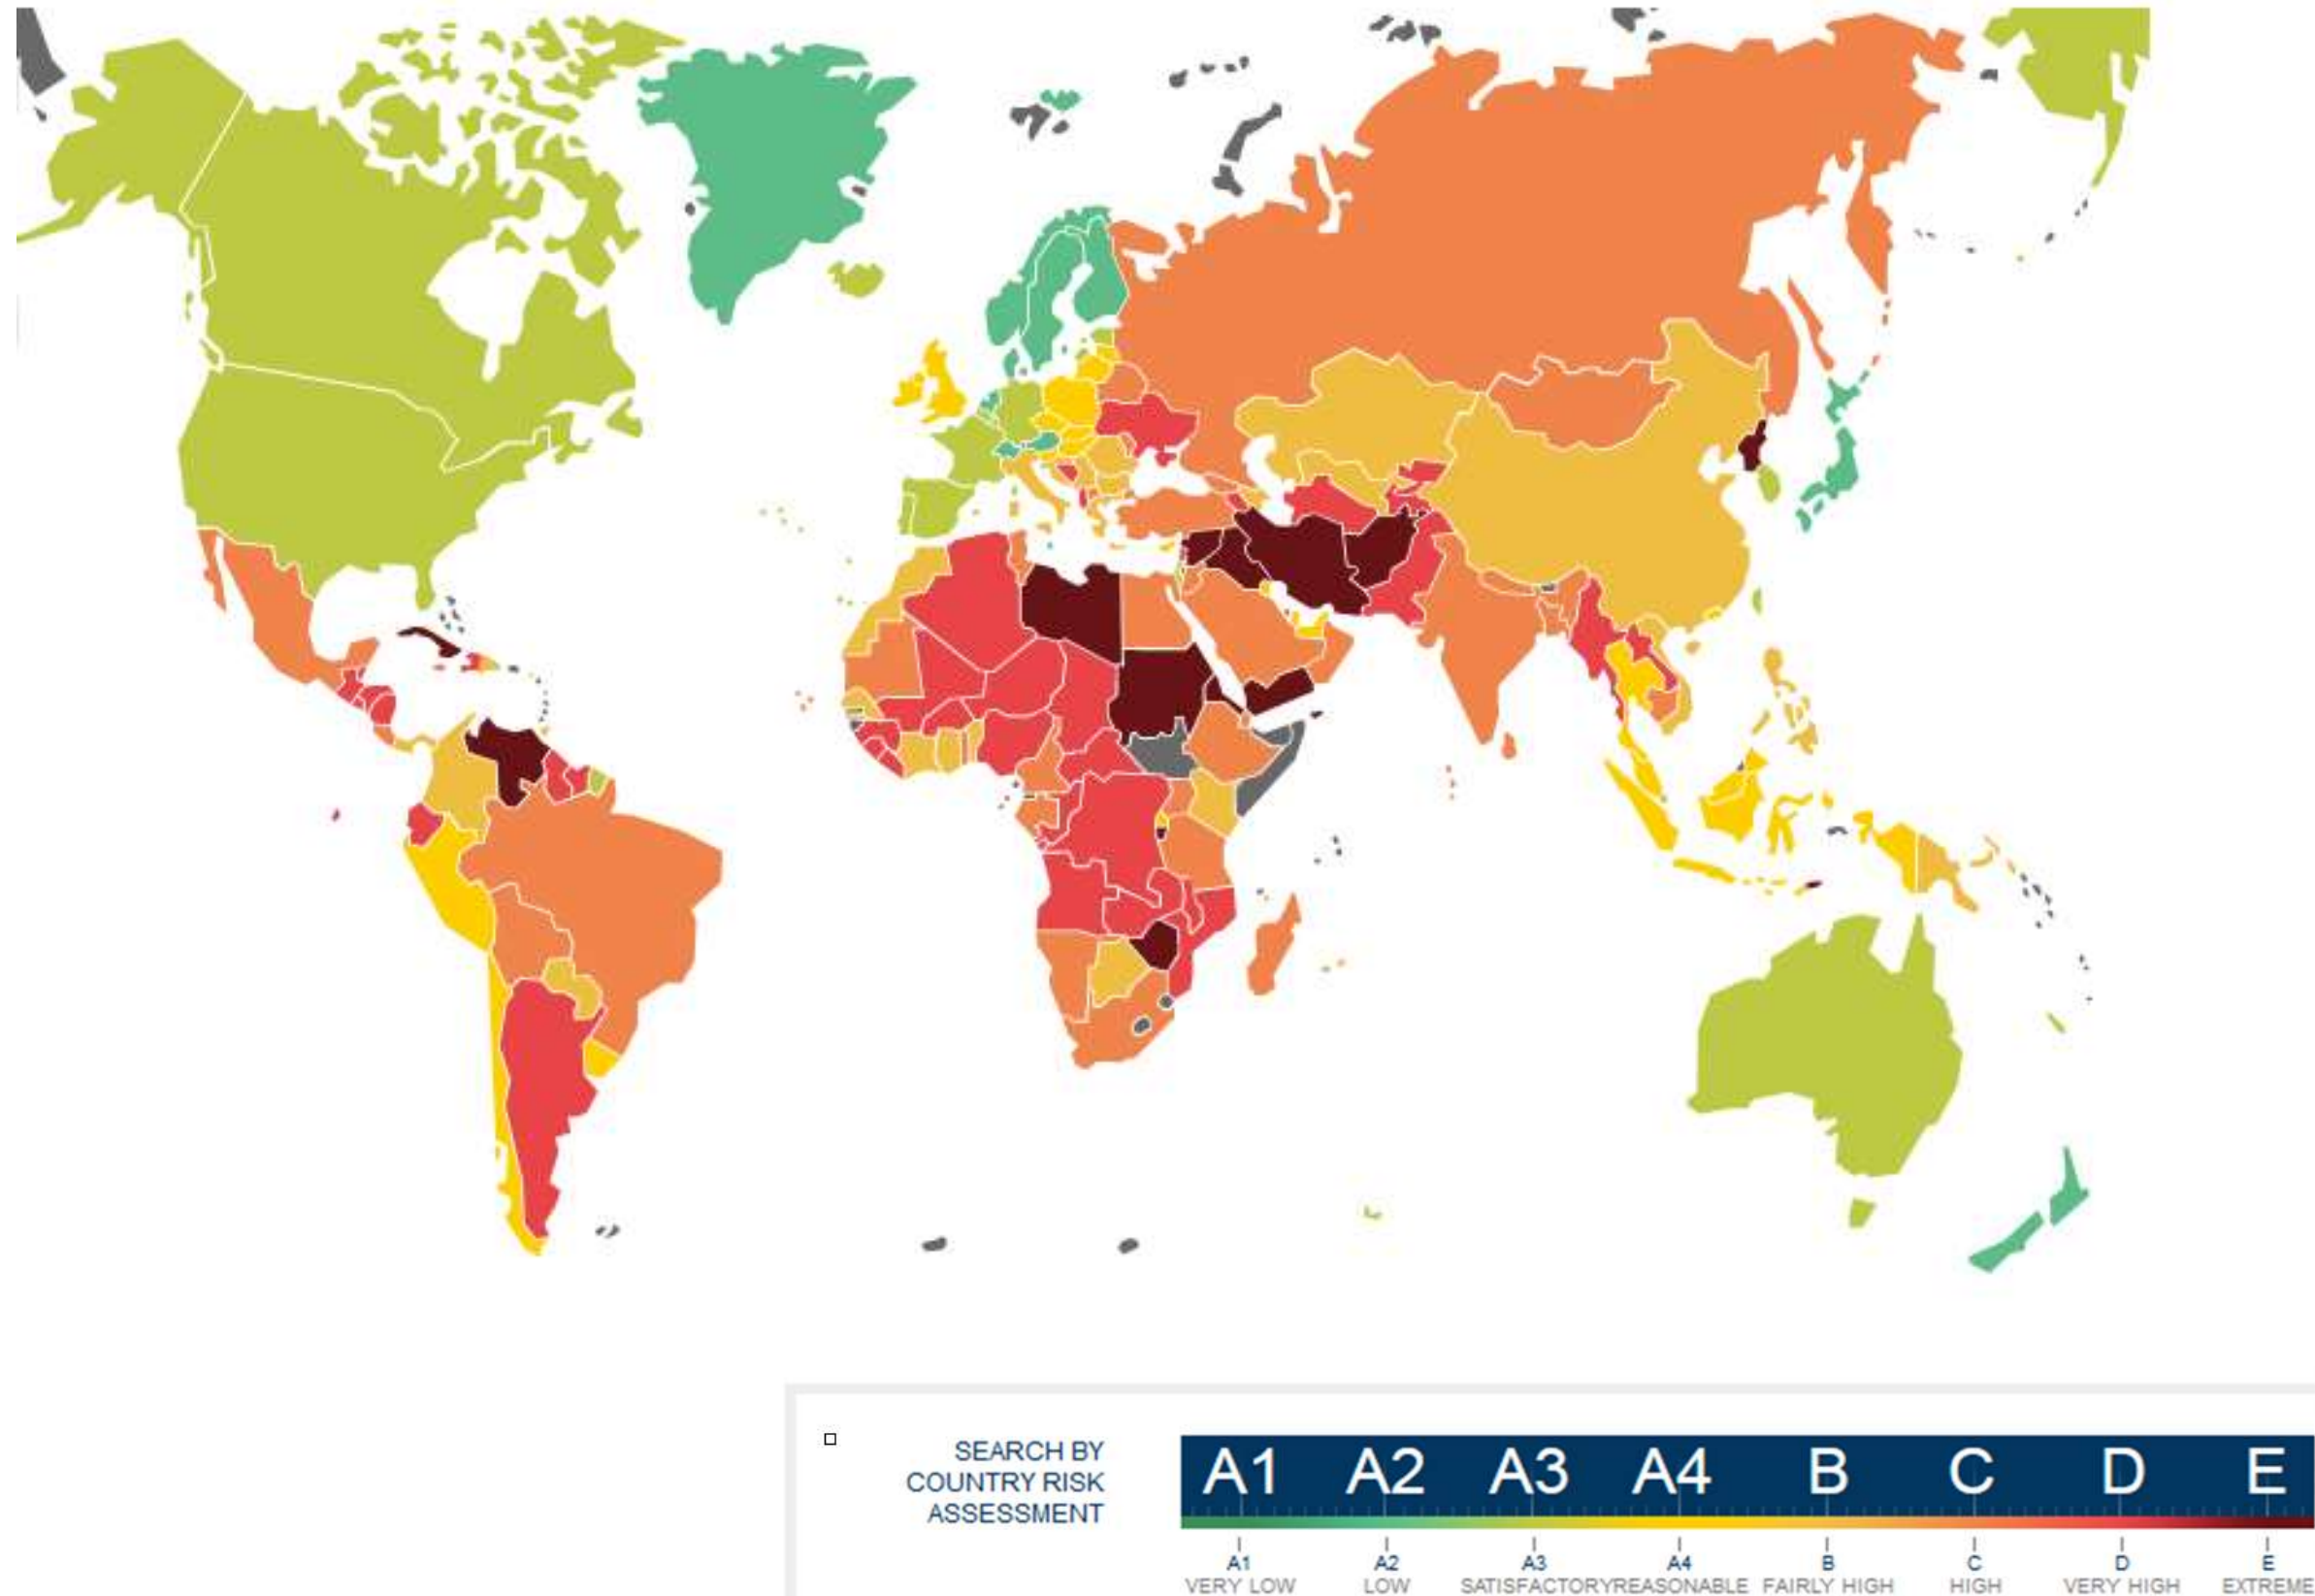 SEARCH BY
COUNTRY RISK
ASSESSMENT
A1 A2 A3 A4 B C D E
A1 A2 A3 A4 B C D E
VERY LOW LOW SATISFACTORYREASONABLE FAIRLY HIGH HIGH VERY HIGH EXTREME